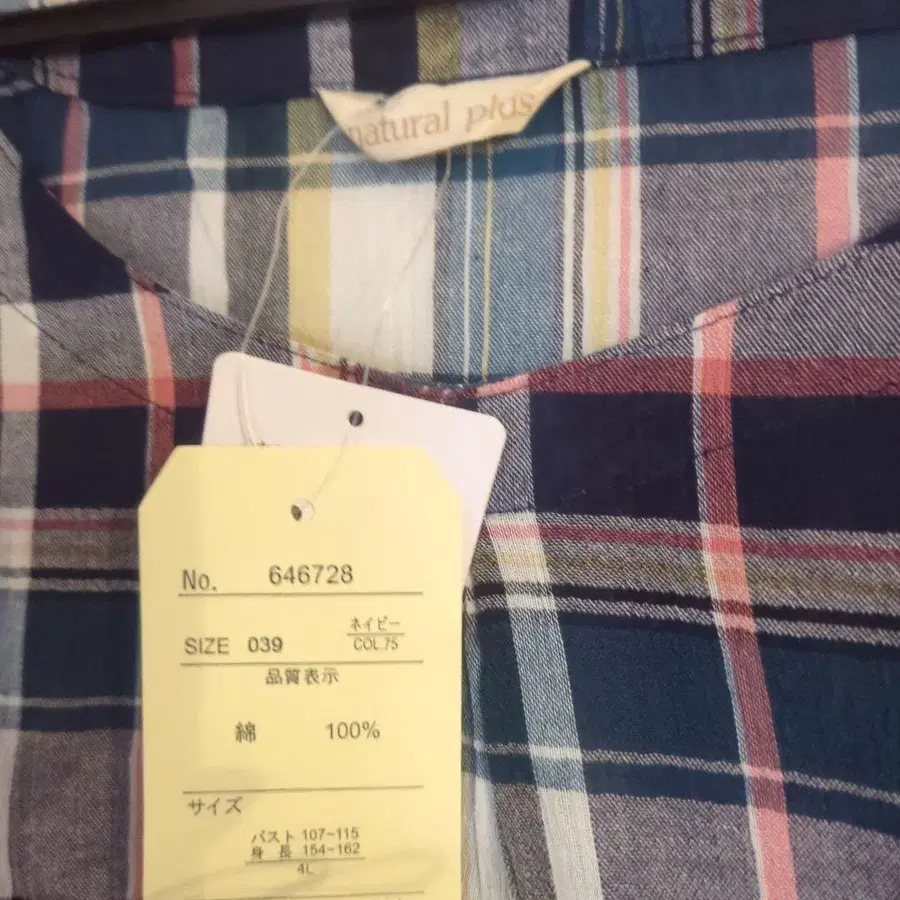 natural plus
No. 646728
SIZE 039 ネイビー
COL.75
品質表示
綿 100%
サイズ
バスト 107~115
身長 154~162
4L